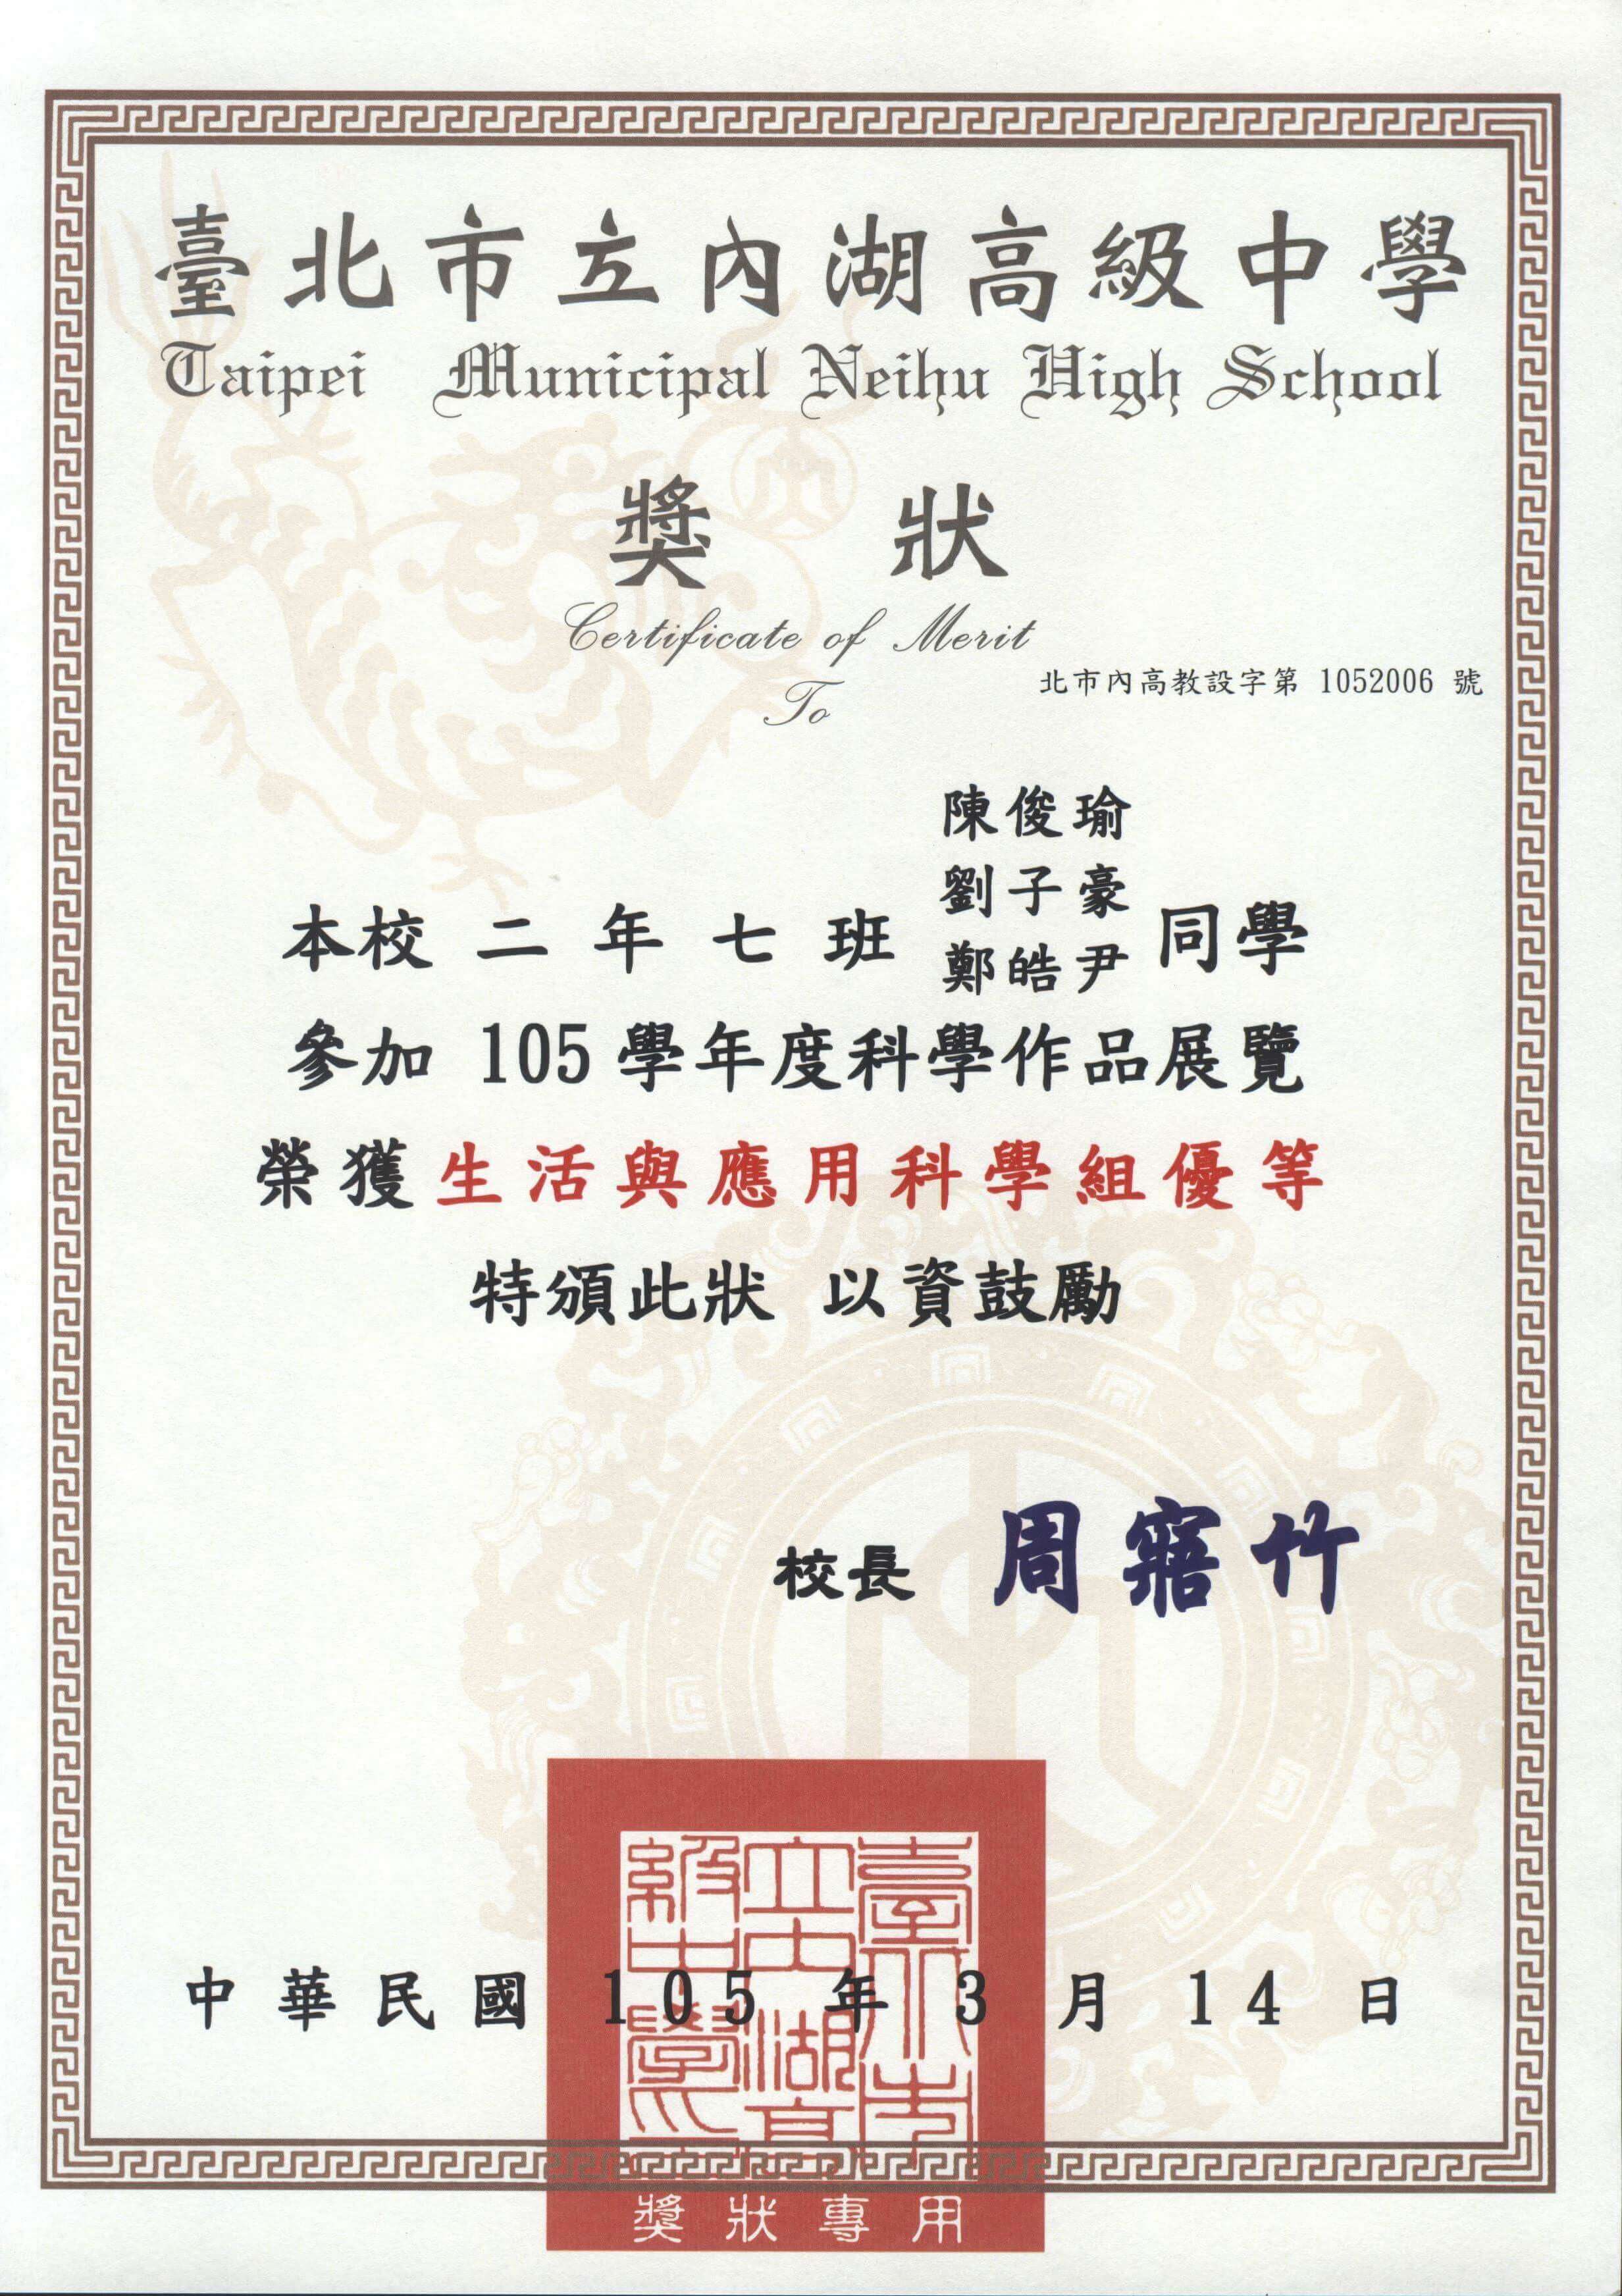 臺北市立內湖高級中學
Taipei Municipal Neihu High School
獎狀
Certificate of Merit
To
北市內高教設字第 1052006 號
陳俊瑜
劉子豪
鄭皓尹
本校 二 年 七 班 同學
參加 105 學年度科學作品展覽
榮獲生活與應用科學組優等
特頒此狀 以資鼓勵
校長 周寤竹
中華民國 105 年 3 月 14 日
臺北市立內湖高級中學
獎狀專用